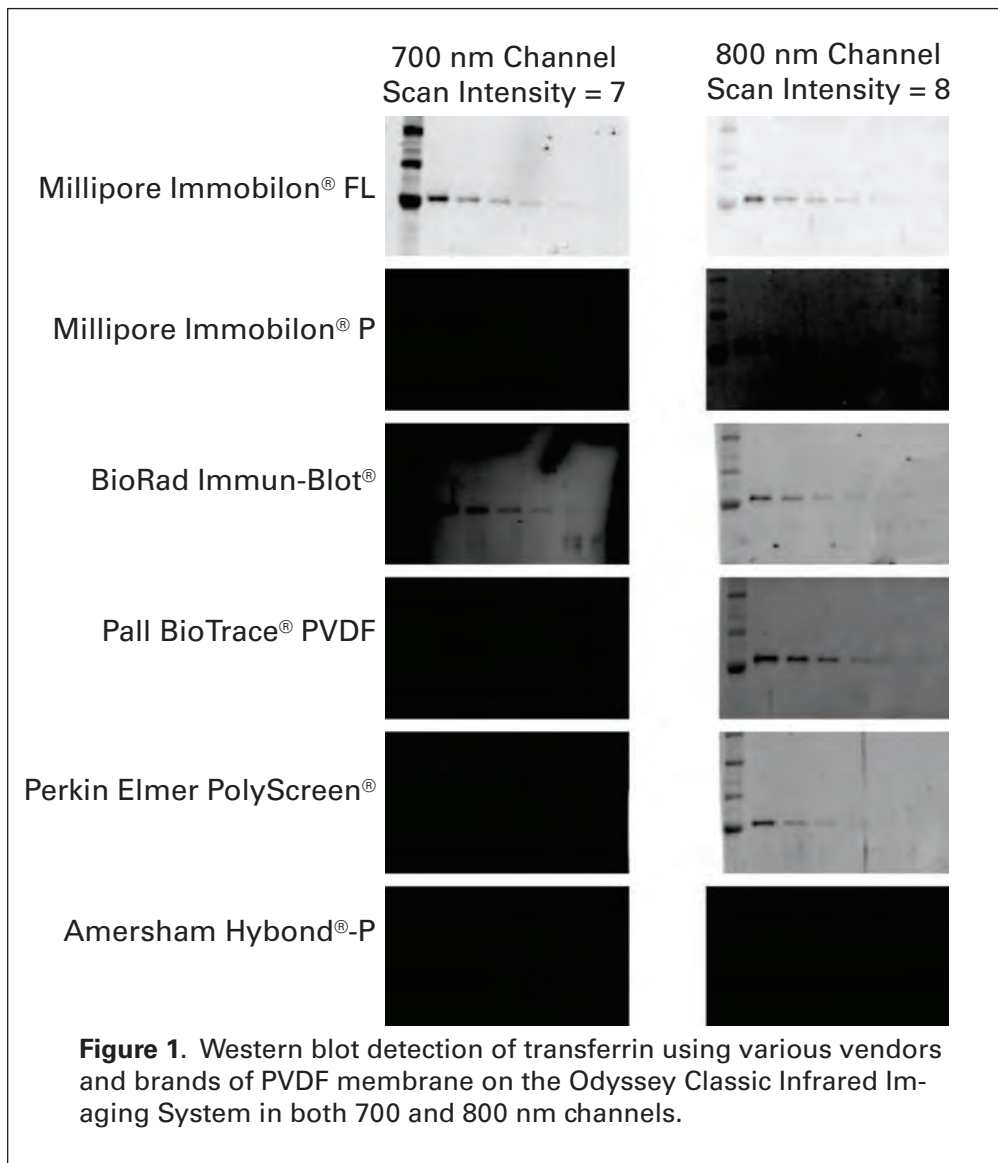 700 nm Channel
Scan Intensity = 7
800 nm Channel
Scan Intensity = 8
Millipore Immobilon® FL
Millipore Immobilon® P
BioRad Immun-Blot®
Pall BioTrace® PVDF
Perkin Elmer PolyScreen®
Amersham Hybond®-P
Figure 1. Western blot detection of transferrin using various vendors
and brands of PVDF membrane on the Odyssey Classic Infrared Im-
aging System in both 700 and 800 nm channels.